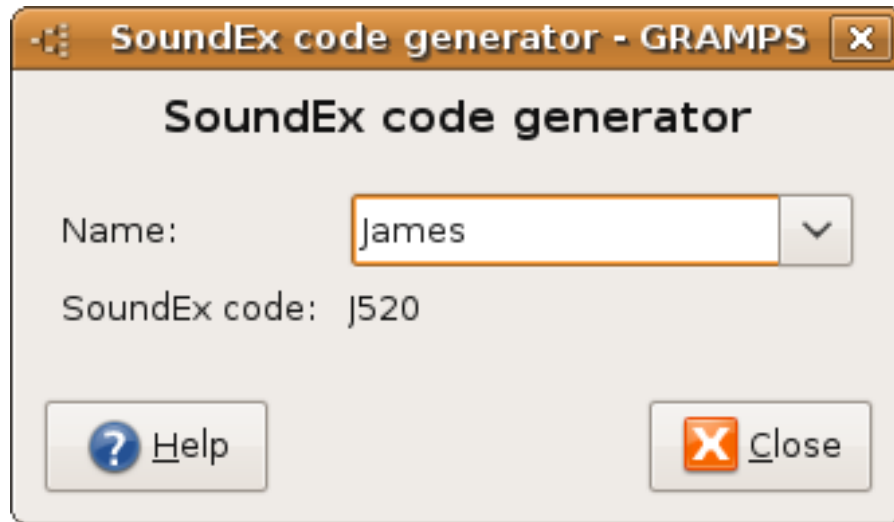 SoundEx code generator - GRAMPS
SoundEx code generator
Name: James
SoundEx code: J520
Help Close